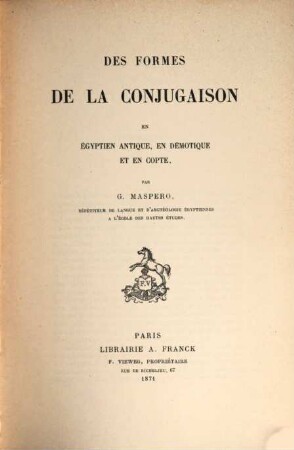 DES FORMES
DE LA CONJUGAISON
EN
ÉGYPTIEN ANTIQUE, EN DÉMOTIQUE
ET EN COPTE,
PAR
G. MASPERO,
RÉPÉTITEUR DE LANGUE ET D'ARCHÉOLOGIE ÉGYPTIENNES
A L'ÉCOLE DES HAUTES ÉTUDES.
F. V
PARIS
LIBRAIRIE A. FRANCK
F. VIEWEG, PROPRIÉTAIRE
RUE DE RICHELIEU, 67
1871